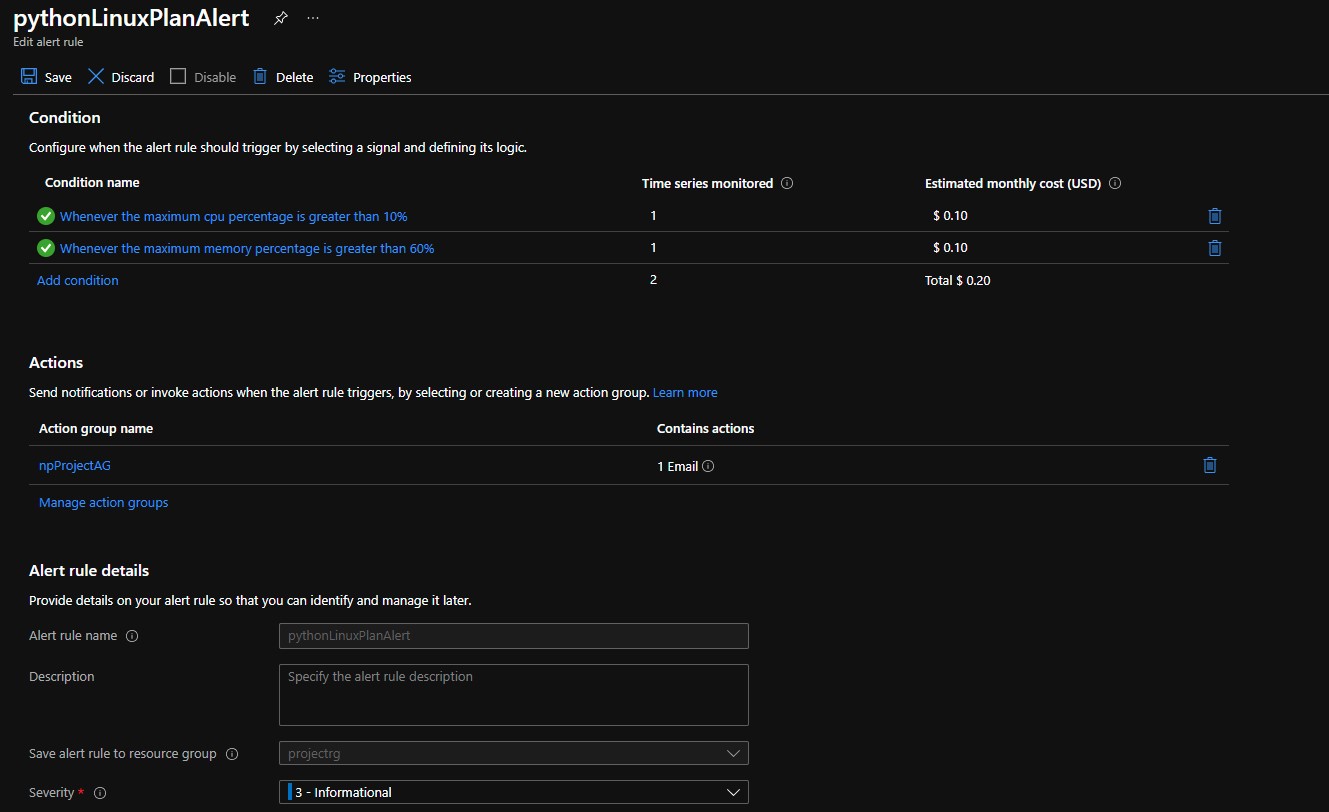 pythonLinuxPlanAlert ...
Edit alert rule
Save Discard Disable Delete Properties
Condition
Configure when the alert rule should trigger by selecting a signal and defining its logic.
Condition name Time series monitored Estimated monthly cost (USD)
Whenever the maximum cpu percentage is greater than 10% 1 $ 0.10
Whenever the maximum memory percentage is greater than 60% 1 $ 0.10
Add condition 2 Total $ 0.20
Actions
Send notifications or invoke actions when the alert rule triggers, by selecting or creating a new action group. Learn more
Action group name Contains actions
npProjectAG 1 Email
Manage action groups
Alert rule details
Provide details on your alert rule so that you can identify and manage it later.
Alert rule name pythonLinuxPlanAlert
Description Specify the alert rule description
Save alert rule to resource group projectrg
Severity * 3 - Informational